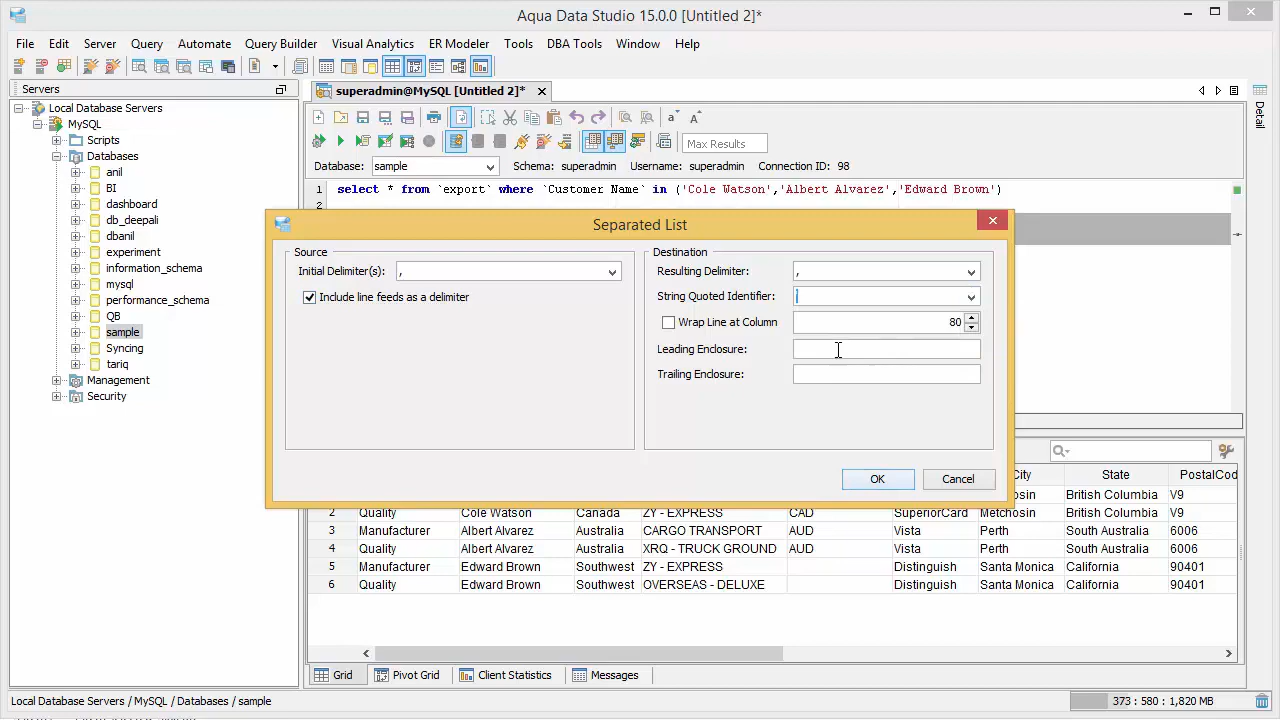 Aqua Data Studio 15.0.0 [Untitled 2]*
File Edit Server Query Automate Query Builder Visual Analytics ER Modeler Tools DBA Tools Window Help
Servers
superadmin@MySQL [Untitled 2]*
Detail
Local Database Servers
MySQL
Scripts
Databases
anil
BI
dashboard
db_deepali
dbanil
experiment
information_schema
mysql
performance_schema
QB
sample
Syncing
tariq
Management
Security
Max Results
Database: sample Schema: superadmin Username: superadmin Connection ID: 98
1 select * from `export` where `Customer Name` in ('Cole Watson','Albert Alvarez','Edward Brown')
2
Separated List
Source
Initial Delimiter(s): ,
Include line feeds as a delimiter
Destination
Resulting Delimiter: ,
String Quoted Identifier:
Wrap Line at Column 80
Leading Enclosure:
Trailing Enclosure:
OK Cancel
City State PostalCod
Metchosin British Columbia V9
2 Quality Cole Watson Canada ZY - EXPRESS CAD SuperiorCard Metchosin British Columbia V9
3 Manufacturer Albert Alvarez Australia CARGO TRANSPORT AUD Vista Perth South Australia 6006
4 Quality Albert Alvarez Australia XRQ - TRUCK GROUND AUD Vista Perth South Australia 6006
5 Manufacturer Edward Brown Southwest ZY - EXPRESS Distinguish Santa Monica California 90401
6 Quality Edward Brown Southwest OVERSEAS - DELUXE Distinguish Santa Monica California 90401
Grid Pivot Grid Client Statistics Messages
Local Database Servers / MySQL / Databases / sample
373 : 580 : 1,820 MB